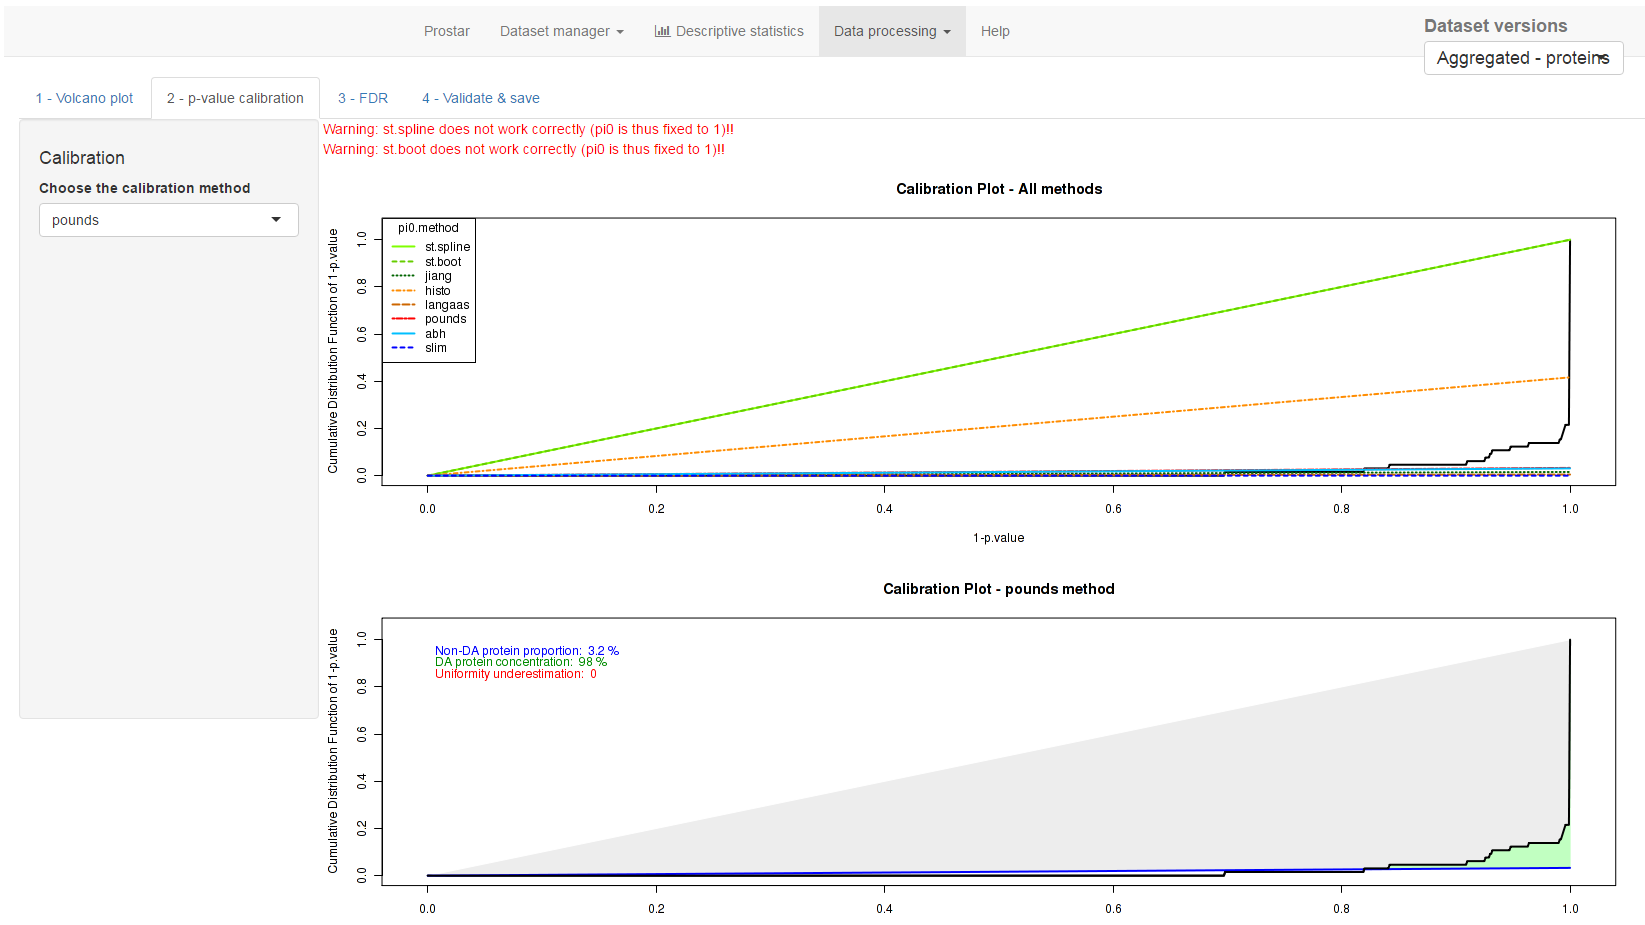 Prostar
Dataset manager
Descriptive statistics
Data processing
Help
Dataset versions
Aggregated - proteins
1 - Volcano plot
2 - p-value calibration
3 - FDR
4 - Validate & save
Calibration
Choose the calibration method
pounds
Warning: st.spline does not work correctly (pi0 is thus fixed to 1)!!
Warning: st.boot does not work correctly (pi0 is thus fixed to 1)!!
Calibration Plot - All methods
Cumulative Distribution Function of 1-p.value
1.0
0.8
0.6
0.4
0.2
0.0
pi0.method
st.spline
st.boot
jiang
histo
langaas
pounds
abh
slim
0.0 0.2 0.4 0.6 0.8 1.0
1-p.value
Calibration Plot - pounds method
Cumulative Distribution Function of 1-p.value
1.0
0.8
0.6
0.4
0.2
0.0
Non-DA protein proportion: 3.2 %
DA protein concentration: 98 %
Uniformity underestimation: 0
0.0 0.2 0.4 0.6 0.8 1.0